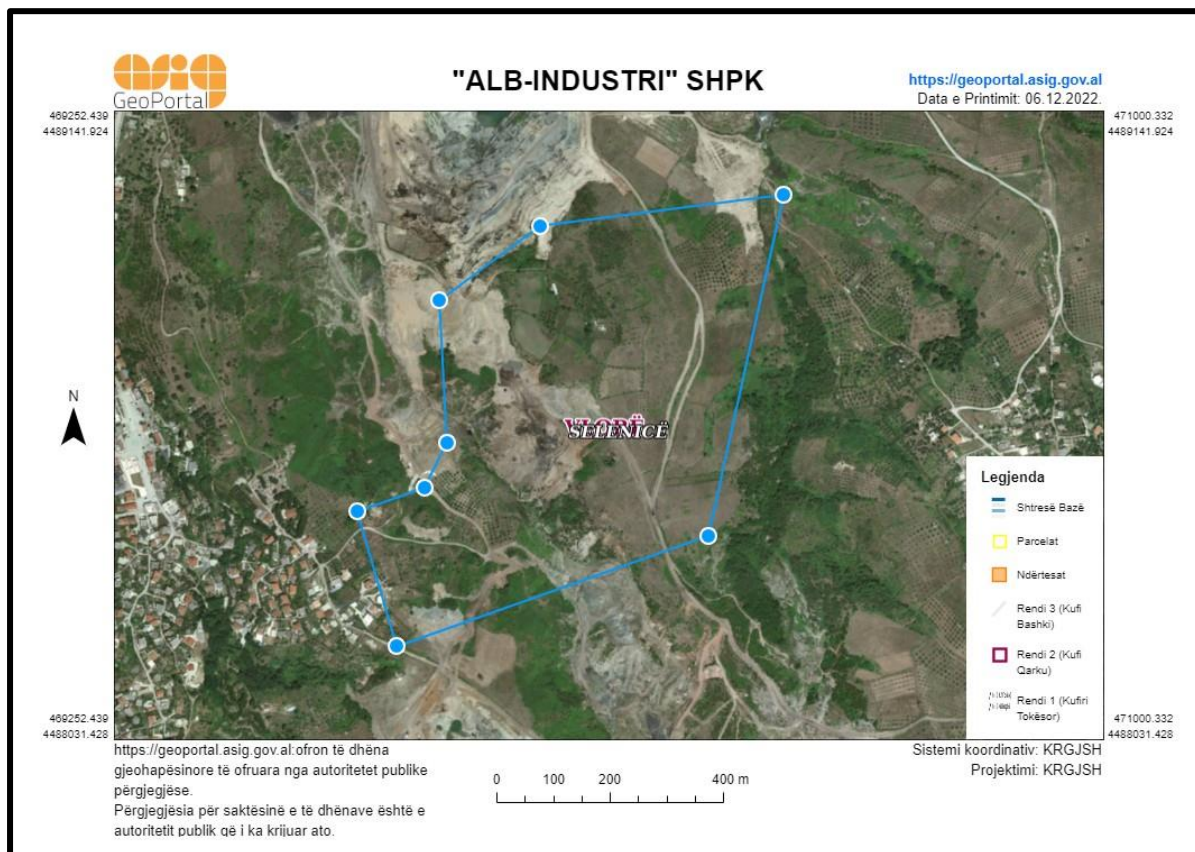 asig
GeoPortal
"ALB-INDUSTRI" SHPK
https://geoportal.asig.gov.al
Data e Printimit: 06.12.2022.
469252.439
4489141.924
471000.332
4489141.924
N
VLORË
SELENICË
Legjenda
Shtresë Bazë
Parcelat
Ndërtesat
Rendi 3 (Kufi
Bashki)
Rendi 2 (Kufi
Qarku)
Rendi 1 (Kufiri
Tokësor)
469252.439
4488031.428
471000.332
4488031.428
https://geoportal.asig.gov.al:ofron të dhëna
gjeohapësinore të ofruara nga autoritetet publike
përgjegjëse.
Përgjegjësia për saktësinë e të dhënave është e
autoritetit publik që i ka krijuar ato.
0 100 200 400 m
Sistemi koordinativ: KRGJSH
Projektimi: KRGJSH